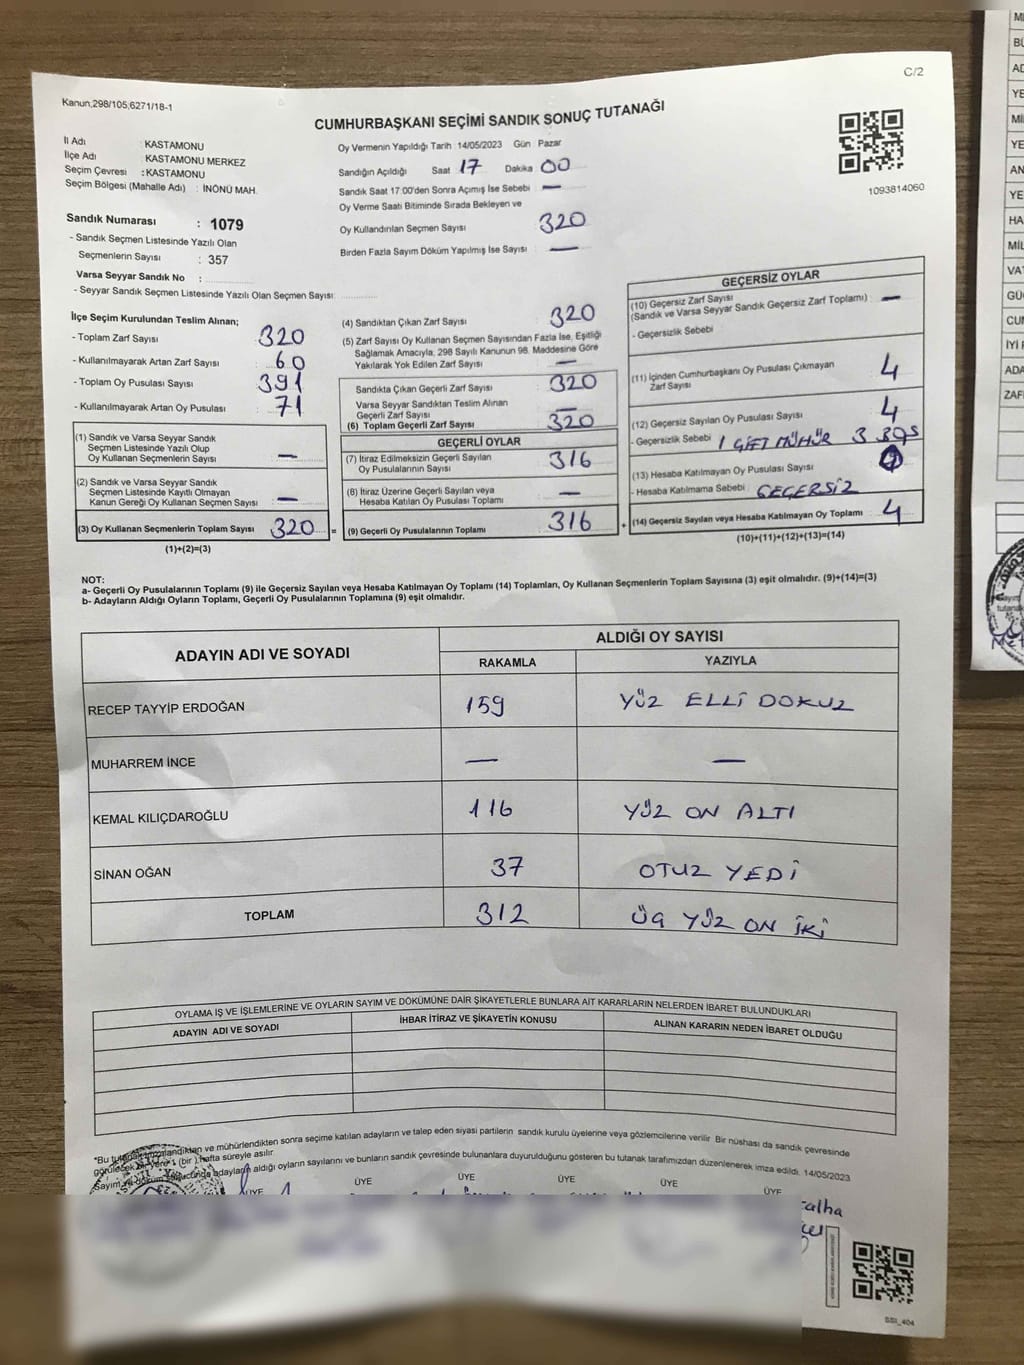 C/2
Kanun,298/105;6271/18-1
CUMHURBAŞKANI SEÇİMİ SANDIK SONUÇ TUTANAĞI
İl Adı : KASTAMONU
İlçe Adı : KASTAMONU MERKEZ
Seçim Çevresi : KASTAMONU
Seçim Bölgesi (Mahalle Adı) : İNÖNÜ MAH.
Sandık Numarası : 1079
- Sandık Seçmen Listesinde Yazılı Olan
Seçmenlerin Sayısı : 357
Varsa Seyyar Sandık No :
- Seyyar Sandık Seçmen Listesinde Yazılı Olan Seçmen Sayısı:
Oy Vermenin Yapıldığı Tarih : 14/05/2023 Gün Pazar
Sandığın Açıldığı Saat 17 Dakika 00
Sandık Saat 17:00'den Sonra Açımış İse Sebebi —
Oy Verme Saati Bitiminde Sırada Bekleyen ve
Oy Kullandırılan Seçmen Sayısı 320
Birden Fazla Sayım Döküm Yapılmış İse Sayısı —
1093814060
İlçe Seçim Kurulundan Teslim Alınan;
- Toplam Zarf Sayısı : 320
- Kullanılmayarak Artan Zarf Sayısı : 60
- Toplam Oy Pusulası Sayısı : 391
- Kullanılmayarak Artan Oy Pusulası : 71
(1) Sandık ve Varsa Seyyar Sandık
Seçmen Listesinde Yazılı Olup
Oy Kullanan Seçmenlerin Sayısı —
(2) Sandık ve Varsa Seyyar Sandık
Seçmen Listesinde Kayıtlı Olmayan
Kanun Gereği Oy Kullanan Seçmen Sayısı —
(3) Oy Kullanan Seçmenlerin Toplam Sayısı 320 =
(1)+(2)=(3)
(4) Sandıktan Çıkan Zarf Sayısı 320
(5) Zarf Sayısı Oy Kullanan Seçmen Sayısından Fazla İse, Eşitliği
Sağlamak Amacıyla, 298 Sayılı Kanunun 98. Maddesine Göre
Yakılarak Yok Edilen Zarf Sayısı —
Sandıkta Çıkan Geçerli Zarf Sayısı 320
Varsa Seyyar Sandıktan Teslim Alınan
Geçerli Zarf Sayısı —
(6) Toplam Geçerli Zarf Sayısı 320
GEÇERLİ OYLAR
(7) İtiraz Edilmeksizin Geçerli Sayılan
Oy Pusulalarının Sayısı 316
(8) İtiraz Üzerine Geçerli Sayılan veya
Hesaba Katılan Oy Pusulası Toplamı —
(9) Geçerli Oy Pusulalarının Toplamı 316 +
GEÇERSİZ OYLAR
(10) Geçersiz Zarf Sayısı
(Sandık ve Varsa Seyyar Sandık Geçersiz Zarf Toplamı) : —
- Geçersizlik Sebebi
(11) İçinden Cumhurbaşkanı Oy Pusulası Çıkmayan
Zarf Sayısı 4
(12) Geçersiz Sayılan Oy Pusulası Sayısı 4
- Geçersizlik Sebebi 1 ÇİFT MÜHÜR 3 BOŞ
(13) Hesaba Katılmayan Oy Pusulası Sayısı
- Hesaba Katılmama Sebebi : GEÇERSİZ
(14) Geçersiz Sayılan veya Hesaba Katılmayan Oy Toplamı 4
(10)+(11)+(12)+(13)=(14)
NOT:
a- Geçerli Oy Pusulalarının Toplamı (9) ile Geçersiz Sayılan veya Hesaba Katılmayan Oy Toplamı (14) Toplamları, Oy Kullanan Seçmenlerin Toplam Sayısına (3) eşit olmalıdır. (9)+(14)=(3)
b- Adayların Aldığı Oyların Toplamı, Geçerli Oy Pusulalarının Toplamına (9) eşit olmalıdır.
ADAYIN ADI VE SOYADI
ALDIĞI OY SAYISI
RAKAMLA YAZIYLA
RECEP TAYYİP ERDOĞAN 159 YÜZ ELLİ DOKUZ
MUHARREM İNCE — —
KEMAL KILIÇDAROĞLU 116 YÜZ ON ALTI
SİNAN OĞAN 37 OTUZ YEDİ
TOPLAM 312 ÜÇ YÜZ ON İKİ
OYLAMA İŞ VE İŞLEMLERİNE VE OYLARIN SAYIM VE DÖKÜMÜNE DAİR ŞİKAYETLERLE BUNLARA AİT KARARLARIN NELERDEN İBARET BULUNDUKLARI
ADAYIN ADI VE SOYADI İHBAR İTİRAZ VE ŞİKAYETİN KONUSU ALINAN KARARIN NEDEN İBARET OLDUĞU
*Bu tutanak ve mühürlendikten sonra seçime katılan adayların ve talep eden siyasi partilerin sandık kurulu üyelerine veya gözlemcilerine verilir. Bir nüshası da sandık çevresinde
görülecek bir yere 1 (bir) hafta süreyle asılır.
Sayım ve döküm sonucunda adayların aldığı oyların sayılarını ve bunların sandık çevresinde bulunanlara duyurulduğunu gösteren bu tutanak tarafımızdan düzenlenerek imza edildi. 14/05/2023
ÜYE ÜYE ÜYE ÜYE ÜYE ÜYE
SSI_404